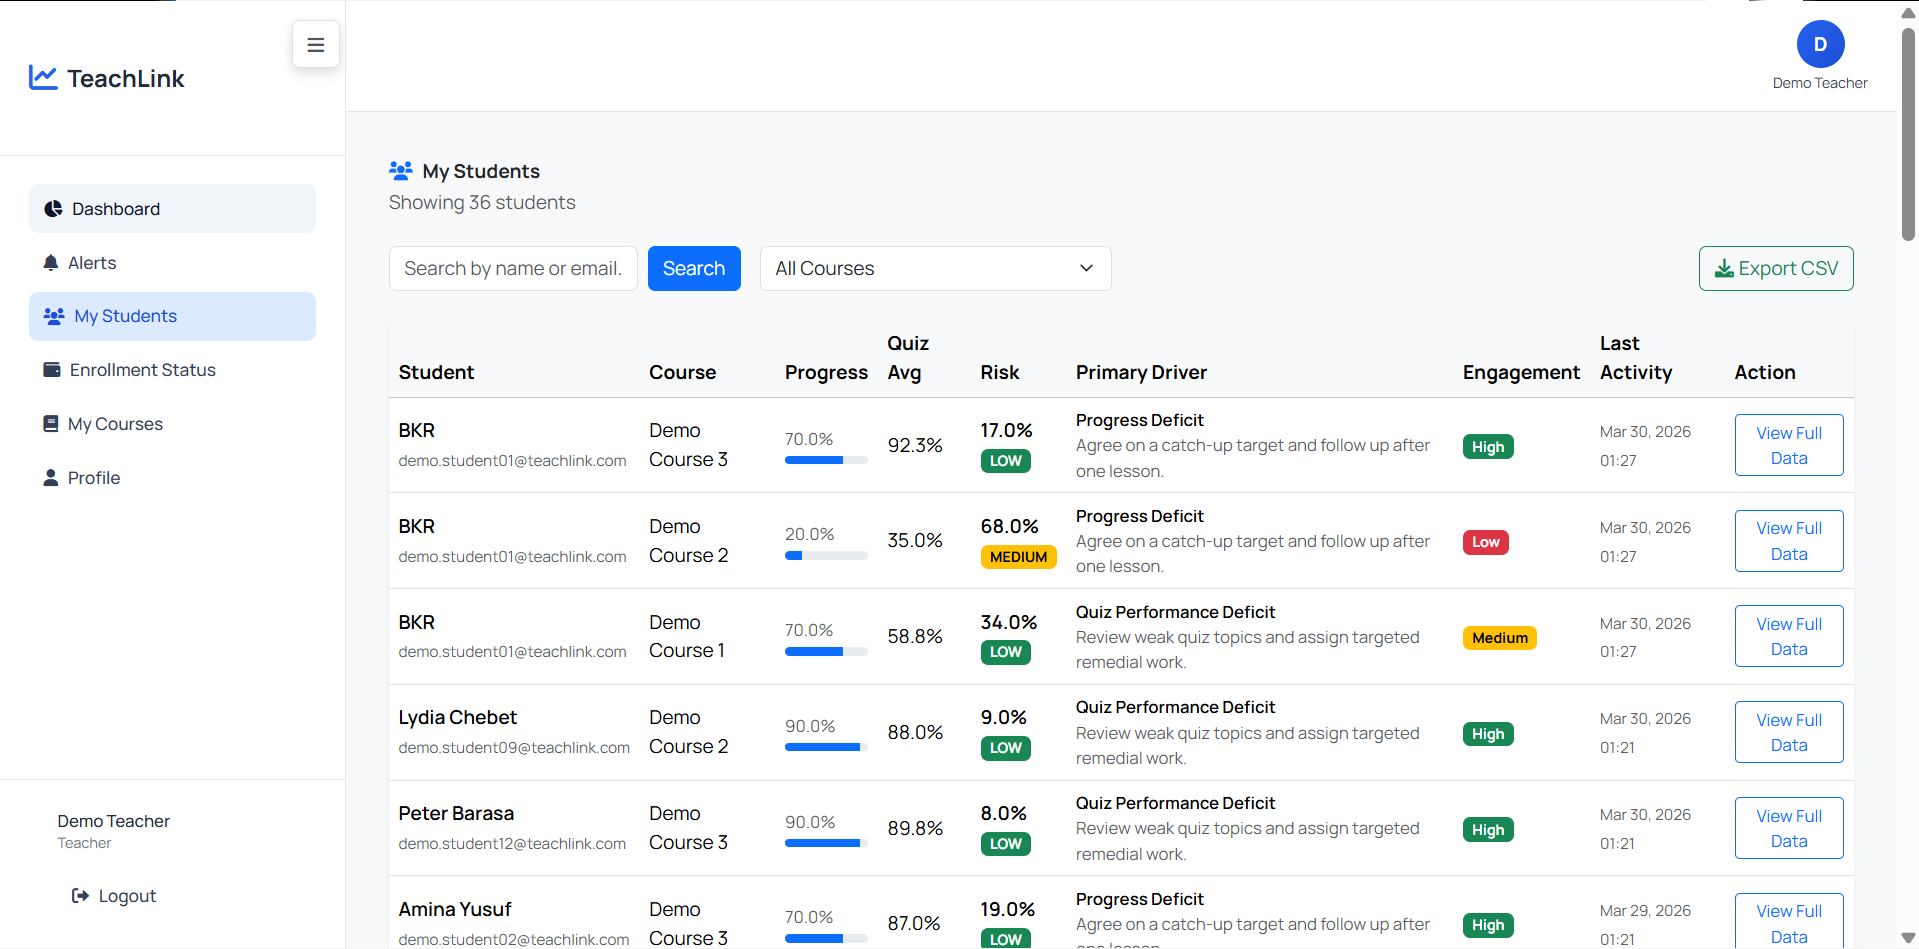 TeachLink
D
Demo Teacher
Dashboard
Alerts
My Students
Enrollment Status
My Courses
Profile
Demo Teacher
Teacher
Logout
My Students
Showing 36 students
Search by name or email.
Search
All Courses
Export CSV
Student
Course
Progress
Quiz
Avg
Risk
Primary Driver
Engagement
Last
Activity
Action
BKR
demo.student01@teachlink.com
Demo
Course 3
70.0%
92.3%
17.0%
LOW
Progress Deficit
Agree on a catch-up target and follow up after
one lesson.
High
Mar 30, 2026
01:27
View Full
Data
BKR
demo.student01@teachlink.com
Demo
Course 2
20.0%
35.0%
68.0%
MEDIUM
Progress Deficit
Agree on a catch-up target and follow up after
one lesson.
Low
Mar 30, 2026
01:27
View Full
Data
BKR
demo.student01@teachlink.com
Demo
Course 1
70.0%
58.8%
34.0%
LOW
Quiz Performance Deficit
Review weak quiz topics and assign targeted
remedial work.
Medium
Mar 30, 2026
01:27
View Full
Data
Lydia Chebet
demo.student09@teachlink.com
Demo
Course 2
90.0%
88.0%
9.0%
LOW
Quiz Performance Deficit
Review weak quiz topics and assign targeted
remedial work.
High
Mar 30, 2026
01:21
View Full
Data
Peter Barasa
demo.student12@teachlink.com
Demo
Course 3
90.0%
89.8%
8.0%
LOW
Quiz Performance Deficit
Review weak quiz topics and assign targeted
remedial work.
High
Mar 30, 2026
01:21
View Full
Data
Amina Yusuf
demo.student02@teachlink.com
Demo
Course 3
70.0%
87.0%
19.0%
LOW
Progress Deficit
Agree on a catch-up target and follow up after
one lesson.
High
Mar 29, 2026
01:21
View Full
Data